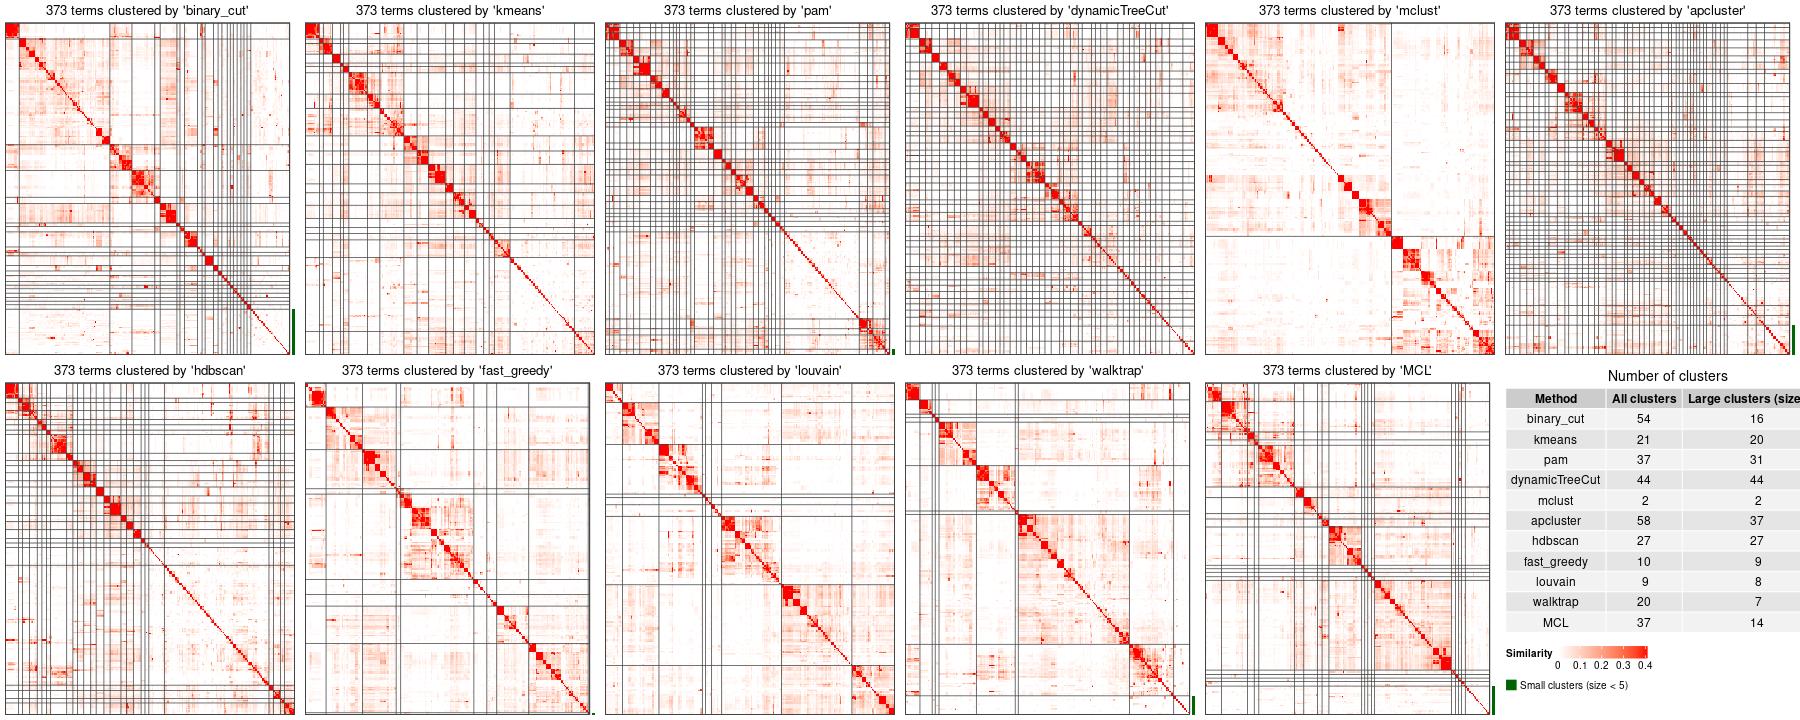 373 terms clustered by 'binary_cut'
373 terms clustered by 'kmeans'
373 terms clustered by 'pam'
373 terms clustered by 'dynamicTreeCut'
373 terms clustered by 'mclust'
373 terms clustered by 'apcluster'
373 terms clustered by 'hdbscan'
373 terms clustered by 'fast_greedy'
373 terms clustered by 'louvain'
373 terms clustered by 'walktrap'
373 terms clustered by 'MCL'
Number of clusters
Method All clusters Large clusters (size
binary_cut 54 16
kmeans 21 20
pam 37 31
dynamicTreeCut 44 44
mclust 2 2
apcluster 58 37
hdbscan 27 27
fast_greedy 10 9
louvain 9 8
walktrap 20 7
MCL 37 14
Similarity
0 0.1 0.2 0.3 0.4
Small clusters (size < 5)